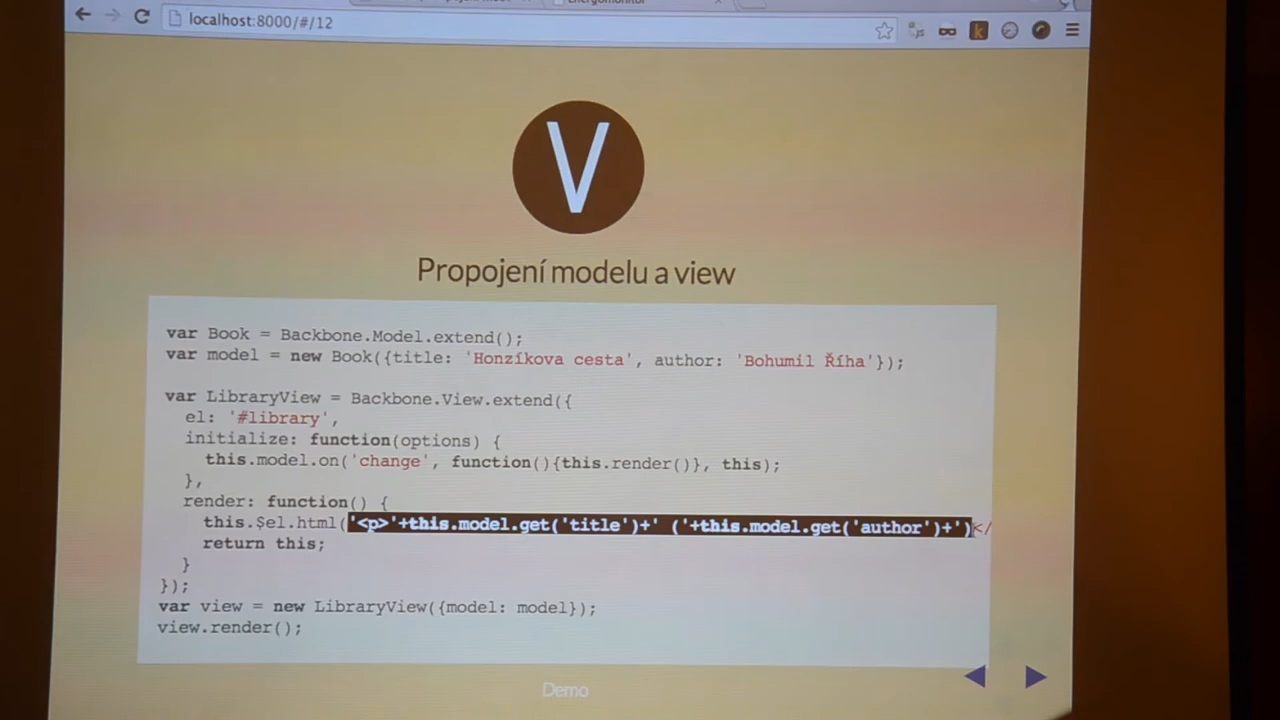 localhost:8000/#/12
V
Propojení modelu a view
var Book = Backbone.Model.extend();
var model = new Book({title: 'Honzíkova cesta', author: 'Bohumil Říha'});
var LibraryView = Backbone.View.extend({
el: '#library',
initialize: function(options) {
this.model.on('change', function(){this.render()}, this);
},
render: function() {
this.$el.html('<p>'+this.model.get('title')+' ('+this.model.get('author')+')</
return this;
}
});
var view = new LibraryView({model: model});
view.render();
Demo